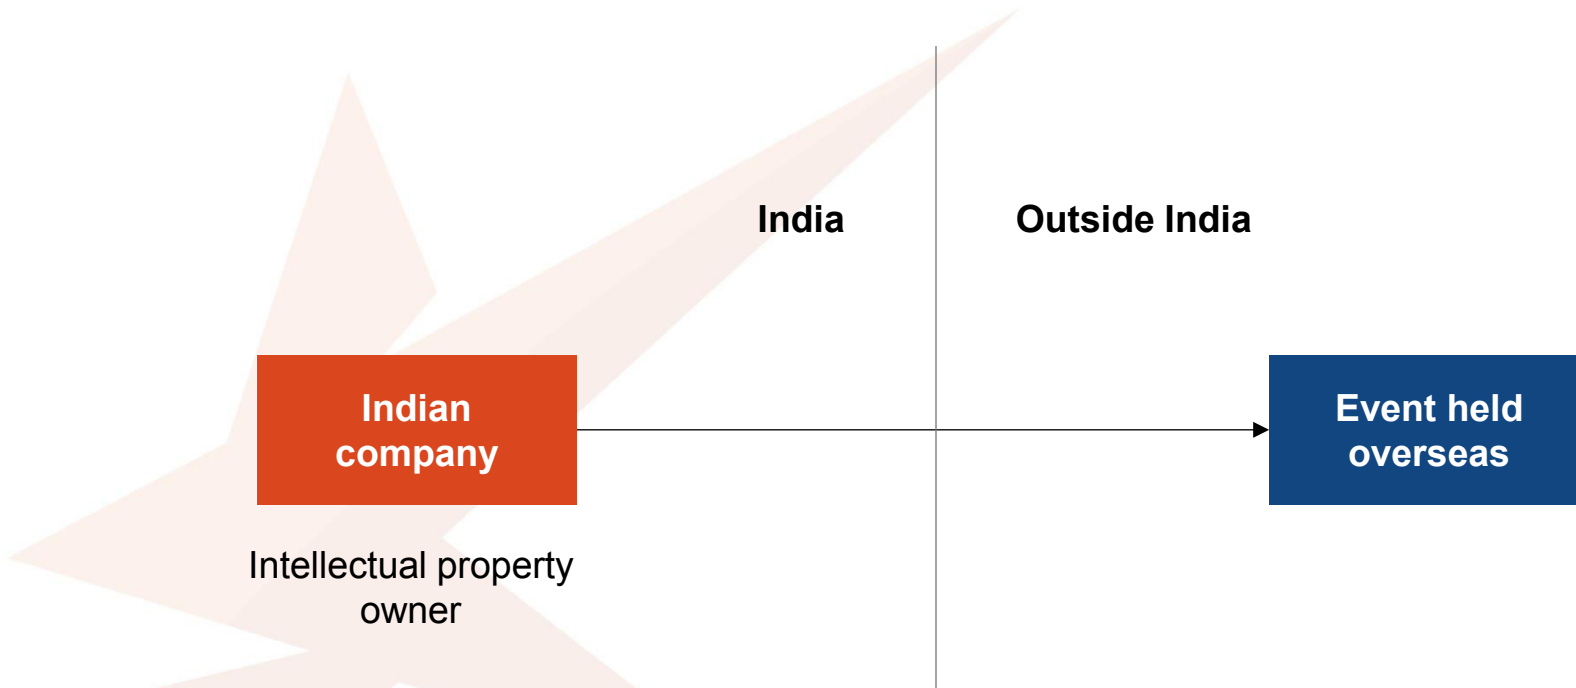 India
Outside India
Indian
company
Event held
overseas
Intellectual property
owner